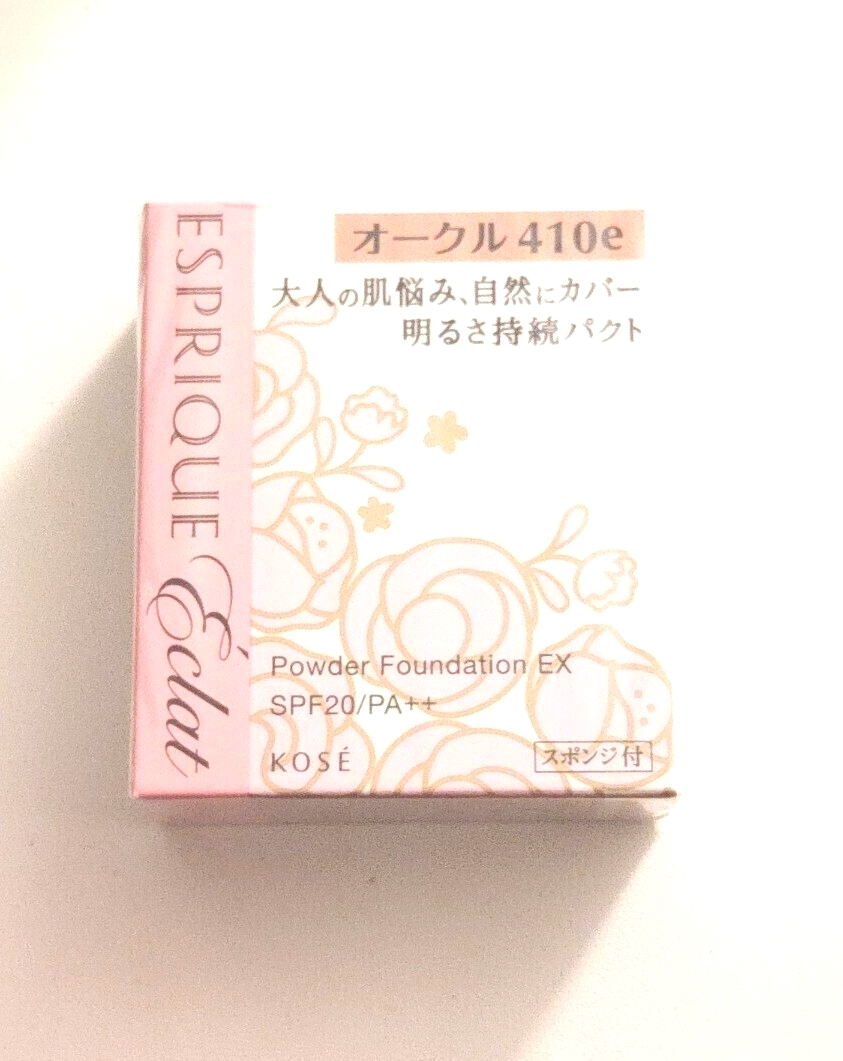 ESPRIQUE Éclat
オークル 410e
大人の肌悩み、自然にカバー
明るさ持続パクト
Powder Foundation EX
SPF20/PA++
KOSÉ
スポンジ付